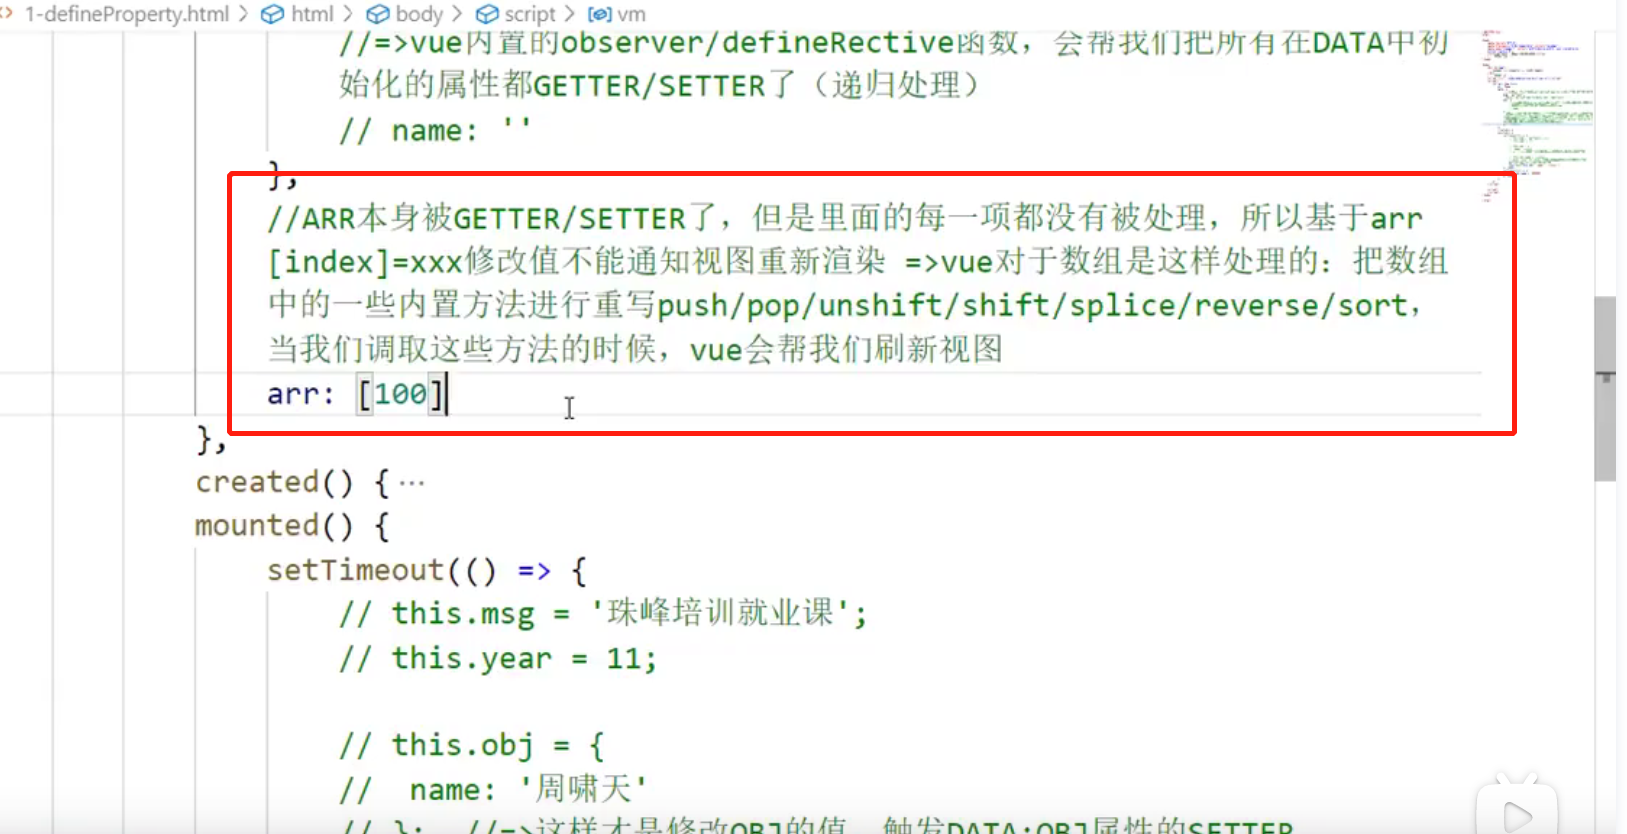 1-defineProperty.html > html > body > script > vm
//=>vue内置的observer/defineRective函数，会帮我们把所有在DATA中初
始化的属性都GETTER/SETTER了（递归处理）
// name: ''
},
//ARR本身被GETTER/SETTER了，但是里面的每一项都没有被处理，所以基于arr
[index]=xxx修改值不能通知视图重新渲染 =>vue对于数组是这样处理的：把数组
中的一些内置方法进行重写push/pop/unshift/shift/splice/reverse/sort，
当我们调取这些方法的时候，vue会帮我们刷新视图
arr: [100]
},
created() { ···
mounted() {
setTimeout(() => {
// this.msg = '珠峰培训就业课';
// this.year = 11;
// this.obj = {
//  name: '周啸天'
// }; //=>这样才是修改OBJ的值，触发DATA:OBJ属性的SETTER